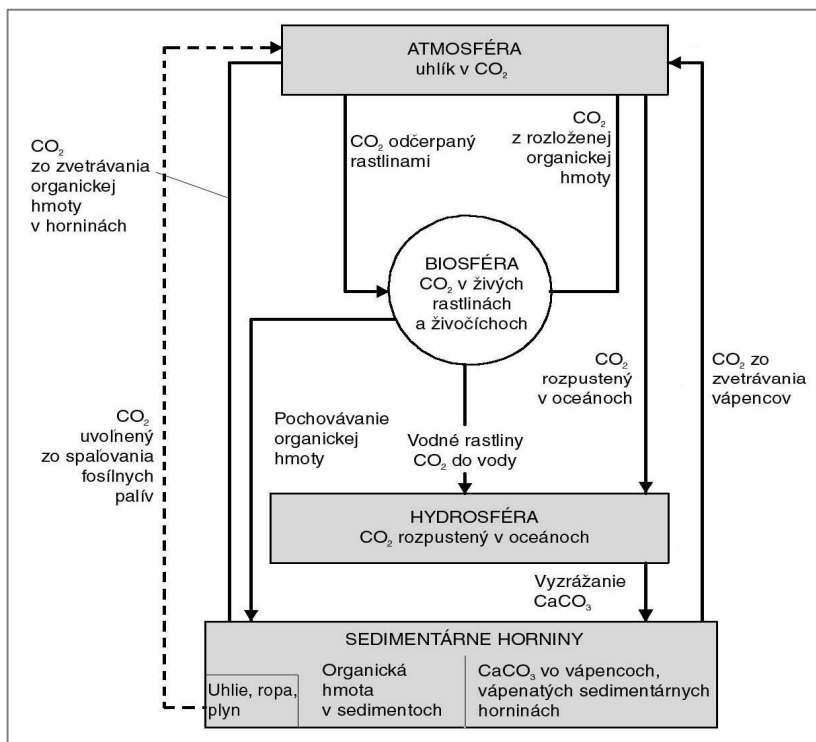 ATMOSFÉRA
uhlík v CO₂
CO₂
zo zvetrávania
organickej
hmoty
v horninách
CO₂ odčerpaný
rastlinami
CO₂
z rozloženej
organickej
hmoty
BIOSFÉRA
CO₂ v živých
rastlinách
a živočíchoch
CO₂
rozpustený
v oceánoch
CO₂ zo
zvetrávania
vápencov
CO₂
uvoľnený
zo spaľovania
fosílnych
palív
Pochovávanie
organickej
hmoty
Vodné rastliny
CO₂ do vody
HYDROSFÉRA
CO₂ rozpustený v oceánoch
Vyzrážanie
CaCO₃
SEDIMENTÁRNE HORNINY
Uhlie, ropa,
plyn
Organická
hmota
v sedimentoch
CaCO₃ vo vápencoch,
vápenatých sedimentárnych
horninách